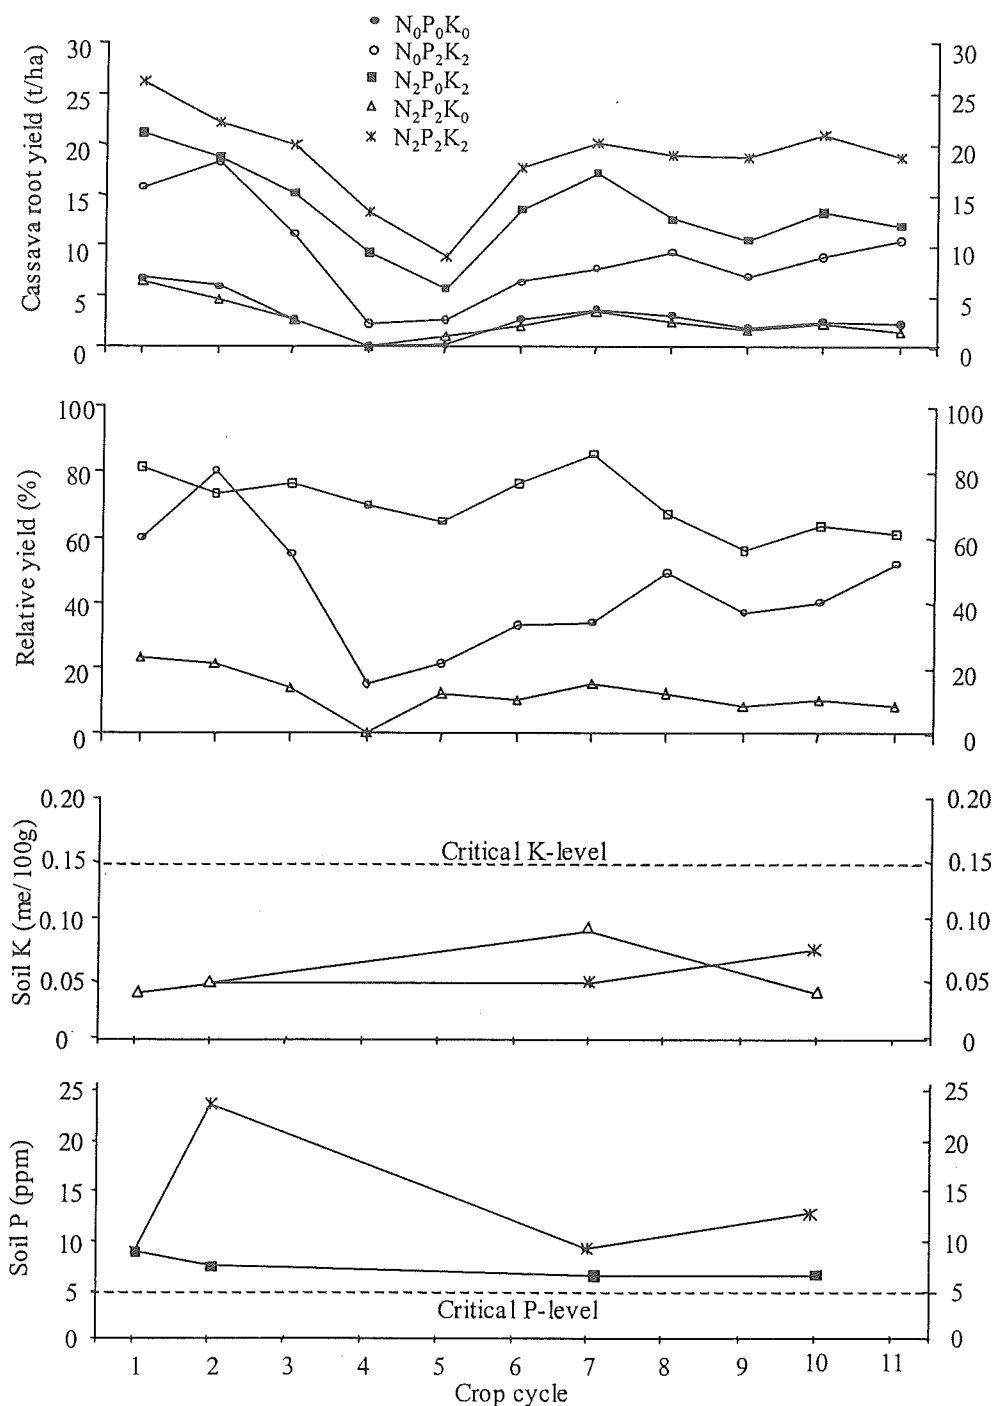 N₀P₀K₀
N₀P₂K₂
N₂P₀K₂
N₂P₂K₀
N₂P₂K₂
Cassava root yield (t/ha)
30 30
25 25
20 20
15 15
10 10
5 5
0 0
Relative yield (%)
100 100
80 80
60 60
40 40
20 20
0 0
Soil K (me/100g)
0.20 0.20
Critical K-level
0.15 0.15
0.10 0.10
0.05 0.05
0 0
Soil P (ppm)
25 25
20 20
15 15
10 10
5 5
Critical P-level
0 0
1 2 3 4 5 6 7 8 9 10 11
Crop cycle